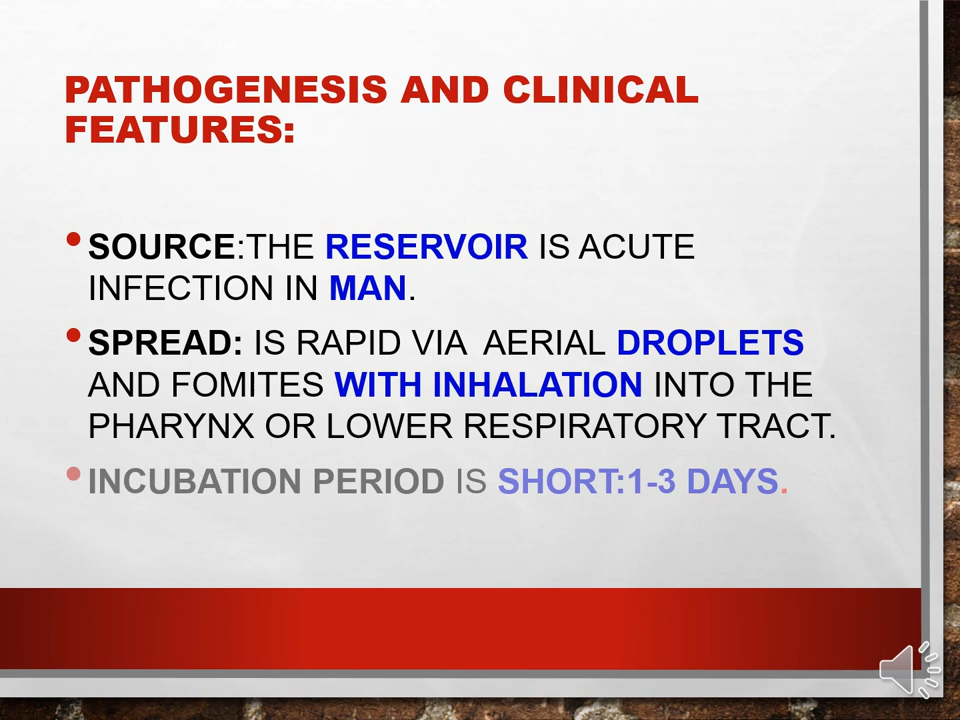 PATHOGENESIS AND CLINICAL
FEATURES:
•SOURCE:THE RESERVOIR IS ACUTE
INFECTION IN MAN.
•SPREAD: IS RAPID VIA  AERIAL DROPLETS
AND FOMITES WITH INHALATION INTO THE
PHARYNX OR LOWER RESPIRATORY TRACT.
•INCUBATION PERIOD IS SHORT:1-3 DAYS.